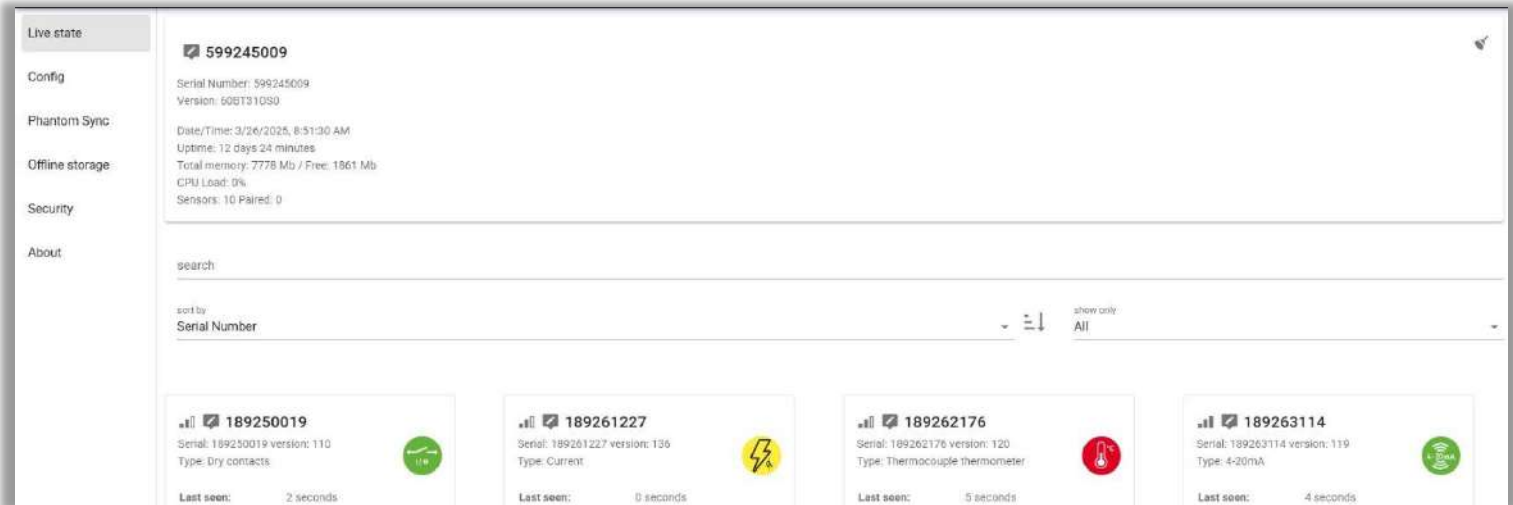 Live state
Config
Phantom Sync
Offline storage
Security
About
599245009
Serial Number: 599245009
Version: 60BT310S0
Date/Time: 3/26/2025, 8:51:30 AM
Uptime: 12 days 24 minutes
Total memory: 7778 Mb / Free: 1861 Mb
CPU Load: 0%
Sensors: 10 Paired: 0
search
sort by
Serial Number
show only
All
189250019
Serial: 189250019 version: 110
Type: Dry contacts
I/O
Last seen: 2 seconds
189261227
Serial: 189261227 version: 136
Type: Current
Last seen: 0 seconds
189262176
Serial: 189262176 version: 120
Type: Thermocouple thermometer
°C
Last seen: 5 seconds
189263114
Serial: 189263114 version: 119
Type: 4-20mA
4-20mA
Last seen: 4 seconds